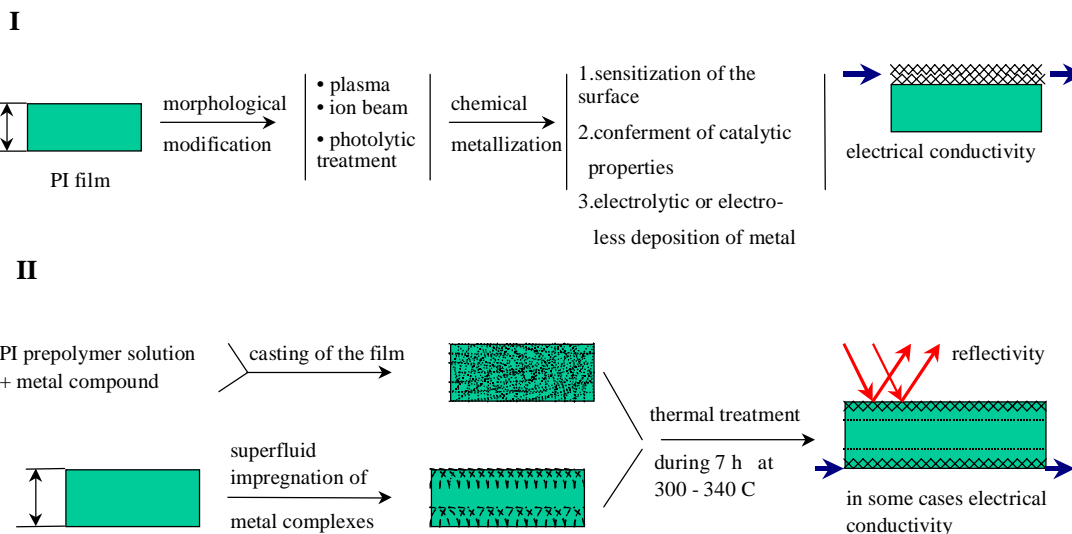 I
PI film
morphological
modification
• plasma
• ion beam
• photolytic
treatment
chemical
metallization
1.sensitization of the
surface
2.conferment of catalytic
properties
3.electrolytic or electro-
less deposition of metal
electrical conductivity
II
PI prepolymer solution
+ metal compound
casting of the film
superfluid
impregnation of
metal complexes
thermal treatment
during 7 h at
300 - 340 C
reflectivity
in some cases electrical
conductivity